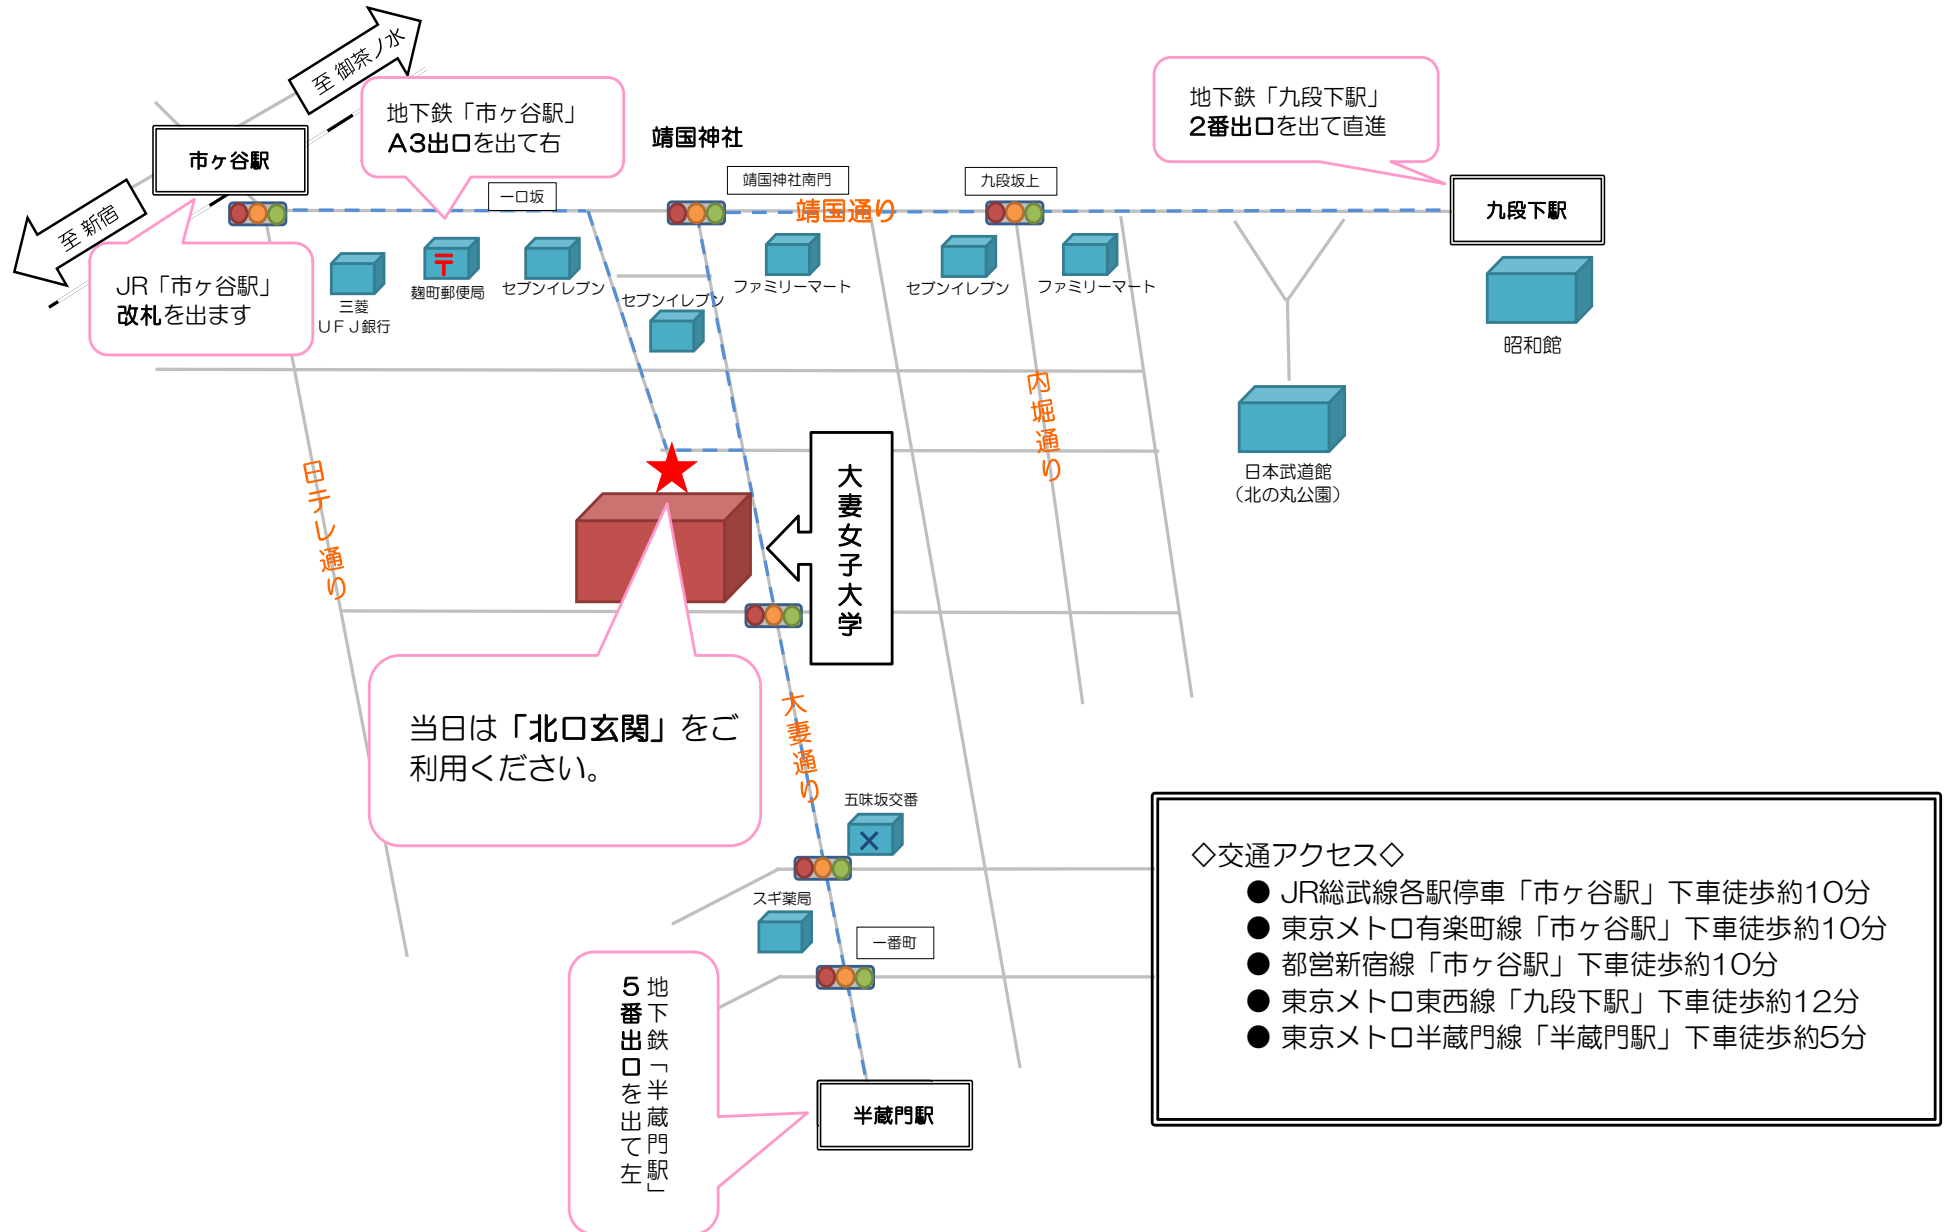 至 御茶ノ水
市ヶ谷駅
至 新宿
地下鉄「市ヶ谷駅」
A3出口を出て右
靖国神社
地下鉄「九段下駅」
2番出口を出て直進
一口坂
靖国神社南門
九段坂上
靖国通り
九段下駅
JR「市ヶ谷駅」
改札を出ます
三菱
UFJ銀行
〒
麹町郵便局
セブンイレブン
セブンイレブン
ファミリーマート
セブンイレブン
ファミリーマート
昭和館
内堀通り
日本武道館
（北の丸公園）
日テレ通り
大妻女子大学
当日は「北口玄関」をご
利用ください。
大妻通り
五味坂交番
スギ薬局
一番町
地下鉄「半蔵門駅」
5番出口を出て左
半蔵門駅
◇交通アクセス◇
● JR総武線各駅停車「市ヶ谷駅」下車徒歩約10分
● 東京メトロ有楽町線「市ヶ谷駅」下車徒歩約10分
● 都営新宿線「市ヶ谷駅」下車徒歩約10分
● 東京メトロ東西線「九段下駅」下車徒歩約12分
● 東京メトロ半蔵門線「半蔵門駅」下車徒歩約5分